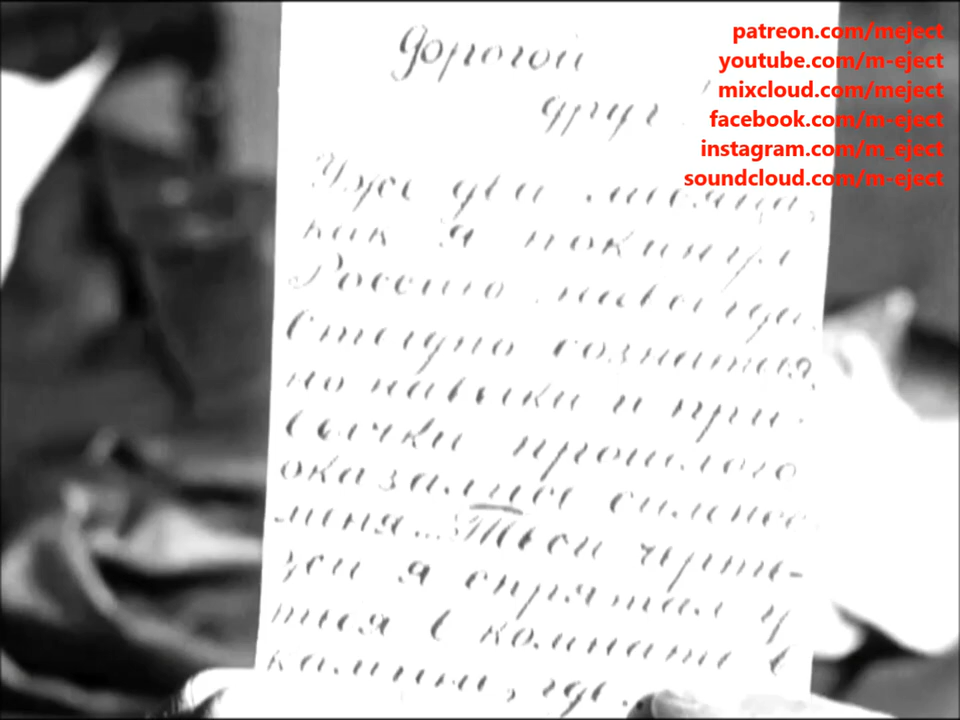 Дорогой
друг!
Уже два месяца,
как я покинул
Россию навсегда.
Стыдно сознаться,
но навыки и при-
вычки прошлого
оказались сильнее
меня... Твои черте-
жи я спрятал у
тебя в комнате в
камин, где
patreon.com/meject
youtube.com/m-eject
mixcloud.com/meject
facebook.com/m-eject
instagram.com/m_eject
soundcloud.com/m-eject